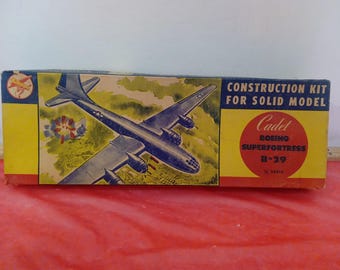 CONSTRUCTION KIT
FOR SOLID MODEL
Cadet
BOEING
SUPERFORTRESS
B-29